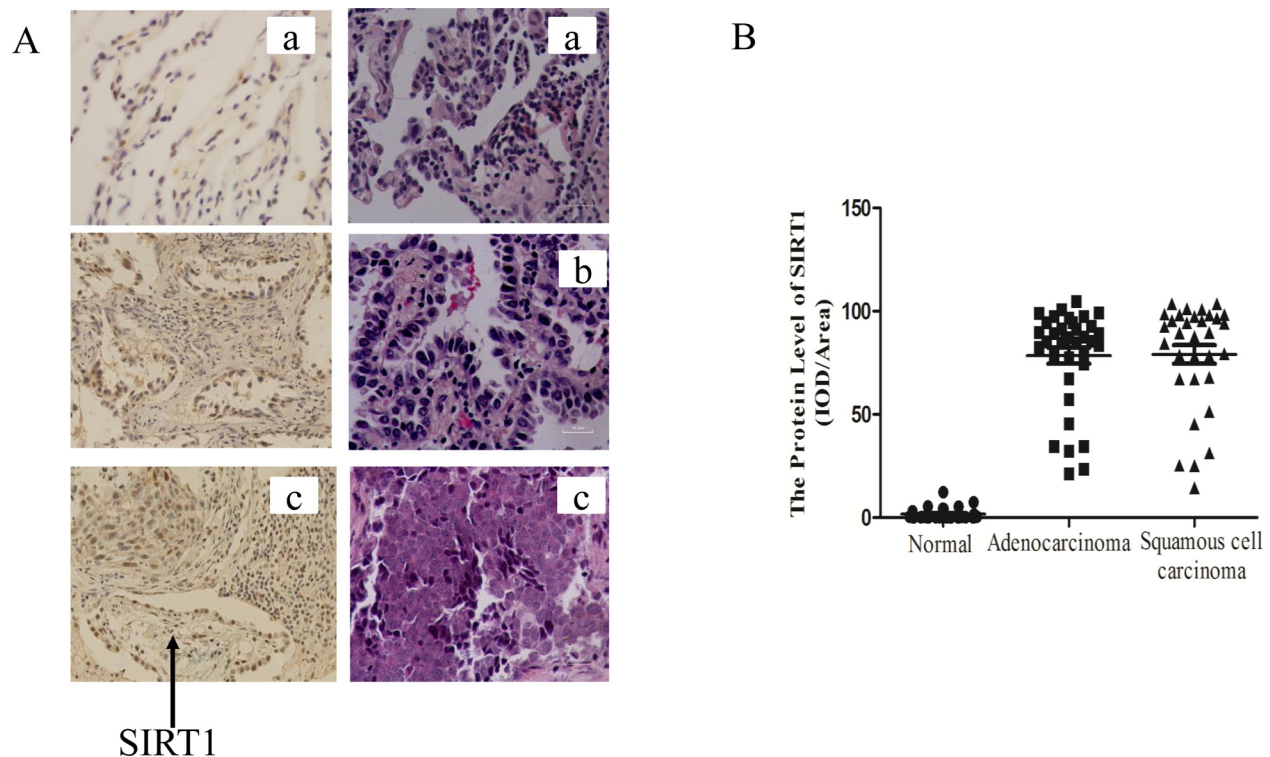 A
a
a
b
c
c
SIRT1
B
The Protein Level of SIRT1
(IOD/Area)
150
100
50
0
Normal
Adenocarcinoma
Squamous cell
carcinoma